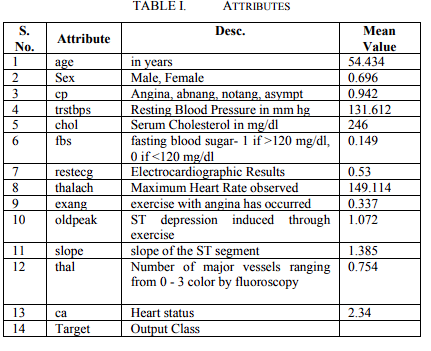 TABLE I. ATTRIBUTES
S. No. Attribute Desc. Mean Value
1 age in years 54.434
2 Sex Male, Female 0.696
3 cp Angina, abnang, notang, asympt 0.942
4 trstbps Resting Blood Pressure in mm hg 131.612
5 chol Serum Cholesterol in mg/dl 246
6 fbs fasting blood sugar- 1 if >120 mg/dl, 0.149
0 if <120 mg/dl
7 restecg Electrocardiographic Results 0.53
8 thalach Maximum Heart Rate observed 149.114
9 exang exercise with angina has occurred 0.337
10 oldpeak ST depression induced through 1.072
exercise
11 slope slope of the ST segment 1.385
12 thal Number of major vessels ranging 0.754
from 0 - 3 color by fluoroscopy
13 ca Heart status 2.34
14 Target Output Class